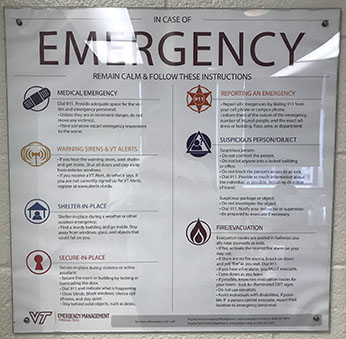 IN CASE OF
EMERGENCY
REMAIN CALM & FOLLOW THESE INSTRUCTIONS
MEDICAL EMERGENCY
Dial 911. Provide adequate space for the
and emergency personnel.
• Unless they are in imminent danger, do not
move any victim(s).
• Have someone escort emergency responders
to the scene.
WARNING SIRENS & VT ALERTS
• If you hear the warning sirens, seek shelter
and get inside. Shut all doors and stay away
from exterior windows.
• If you receive a VT Alert, do what it says. If
you are not currently signed up for VT Alerts,
register at www.alerts.vt.edu.
SHELTER-IN-PLACE
Shelter-in-place during a weather or other
outdoor emergency:
• Find a sturdy building and go inside. Stay
away from windows, glass, and objects that
could fall on you.
SECURE-IN-PLACE
Secure-in-place during violence or active
assailant:
• Secure the door to room by locking or
barricading the door.
• Dial 911 and indicate what is happening.
• Close blinds, block windows, silence cell
phones, and stay quiet.
• Stay behind solid objects, such as desks.
VT
EMERGENCY MANAGEMENT
VIRGINIA TECH
REPORTING AN EMERGENCY
911
• Report all emergencies by dialing 911 from
your cell phone or campus phone.
• Inform them of the nature of the emergency,
number of injured people, and the exact ad-
dress or building, floor, area, or department.
SUSPICIOUS PERSON/OBJECT
Suspicious person:
• Do not confront the person.
• Do not let anyone into a locked building
or office.
• Do not block the person's access to an exit.
• Dial 911. Provide as much information about
the individual as possible, including direction
of travel.
Suspicious package or object:
• Do not investigate the object.
• Dial 911. Notify your instructor or supervisor.
• Be prepared to evacuate if necessary.
FIRE/EVACUATION
Evacuation routes are posted in hallways usu-
ally near stairwells or exits.
• If fire, activate the nearest fire alarm on your
way out.
• If there are no fire alarms, knock on doors
and yell "fire" as you exit. Dial 911.
• If you hear a fire alarm, you MUST evacuate.
• Close doors as you leave.
• If possible, know two evacuation routes for
your room - look for illuminated EXIT signs.
• Do not use elevators.
• Assist individuals with disabilities, if possi-
ble. If a person cannot evacuate, report their
location to emergency personnel.